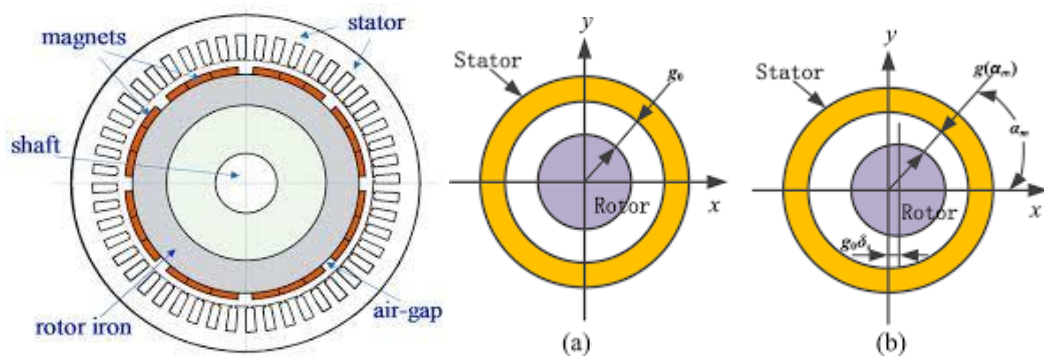 magnets
stator
shaft
rotor iron
air-gap
y
Stator
g₀
Rotor
x
(a)
y
Stator
g(αₘ)
αₘ
Rotor
x
g₀δₛ
(b)